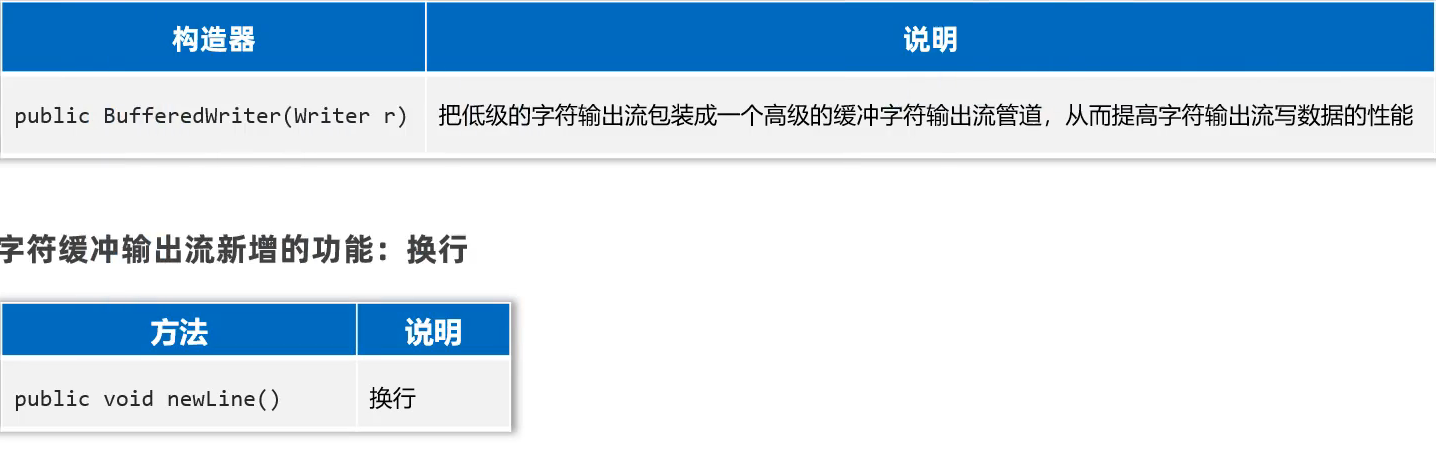 构造器 说明
public BufferedWriter(Writer r) 把低级的字符输出流包装成一个高级的缓冲字符输出流管道，从而提高字符输出流写数据的性能
字符缓冲输出流新增的功能：换行
方法 说明
public void newLine() 换行